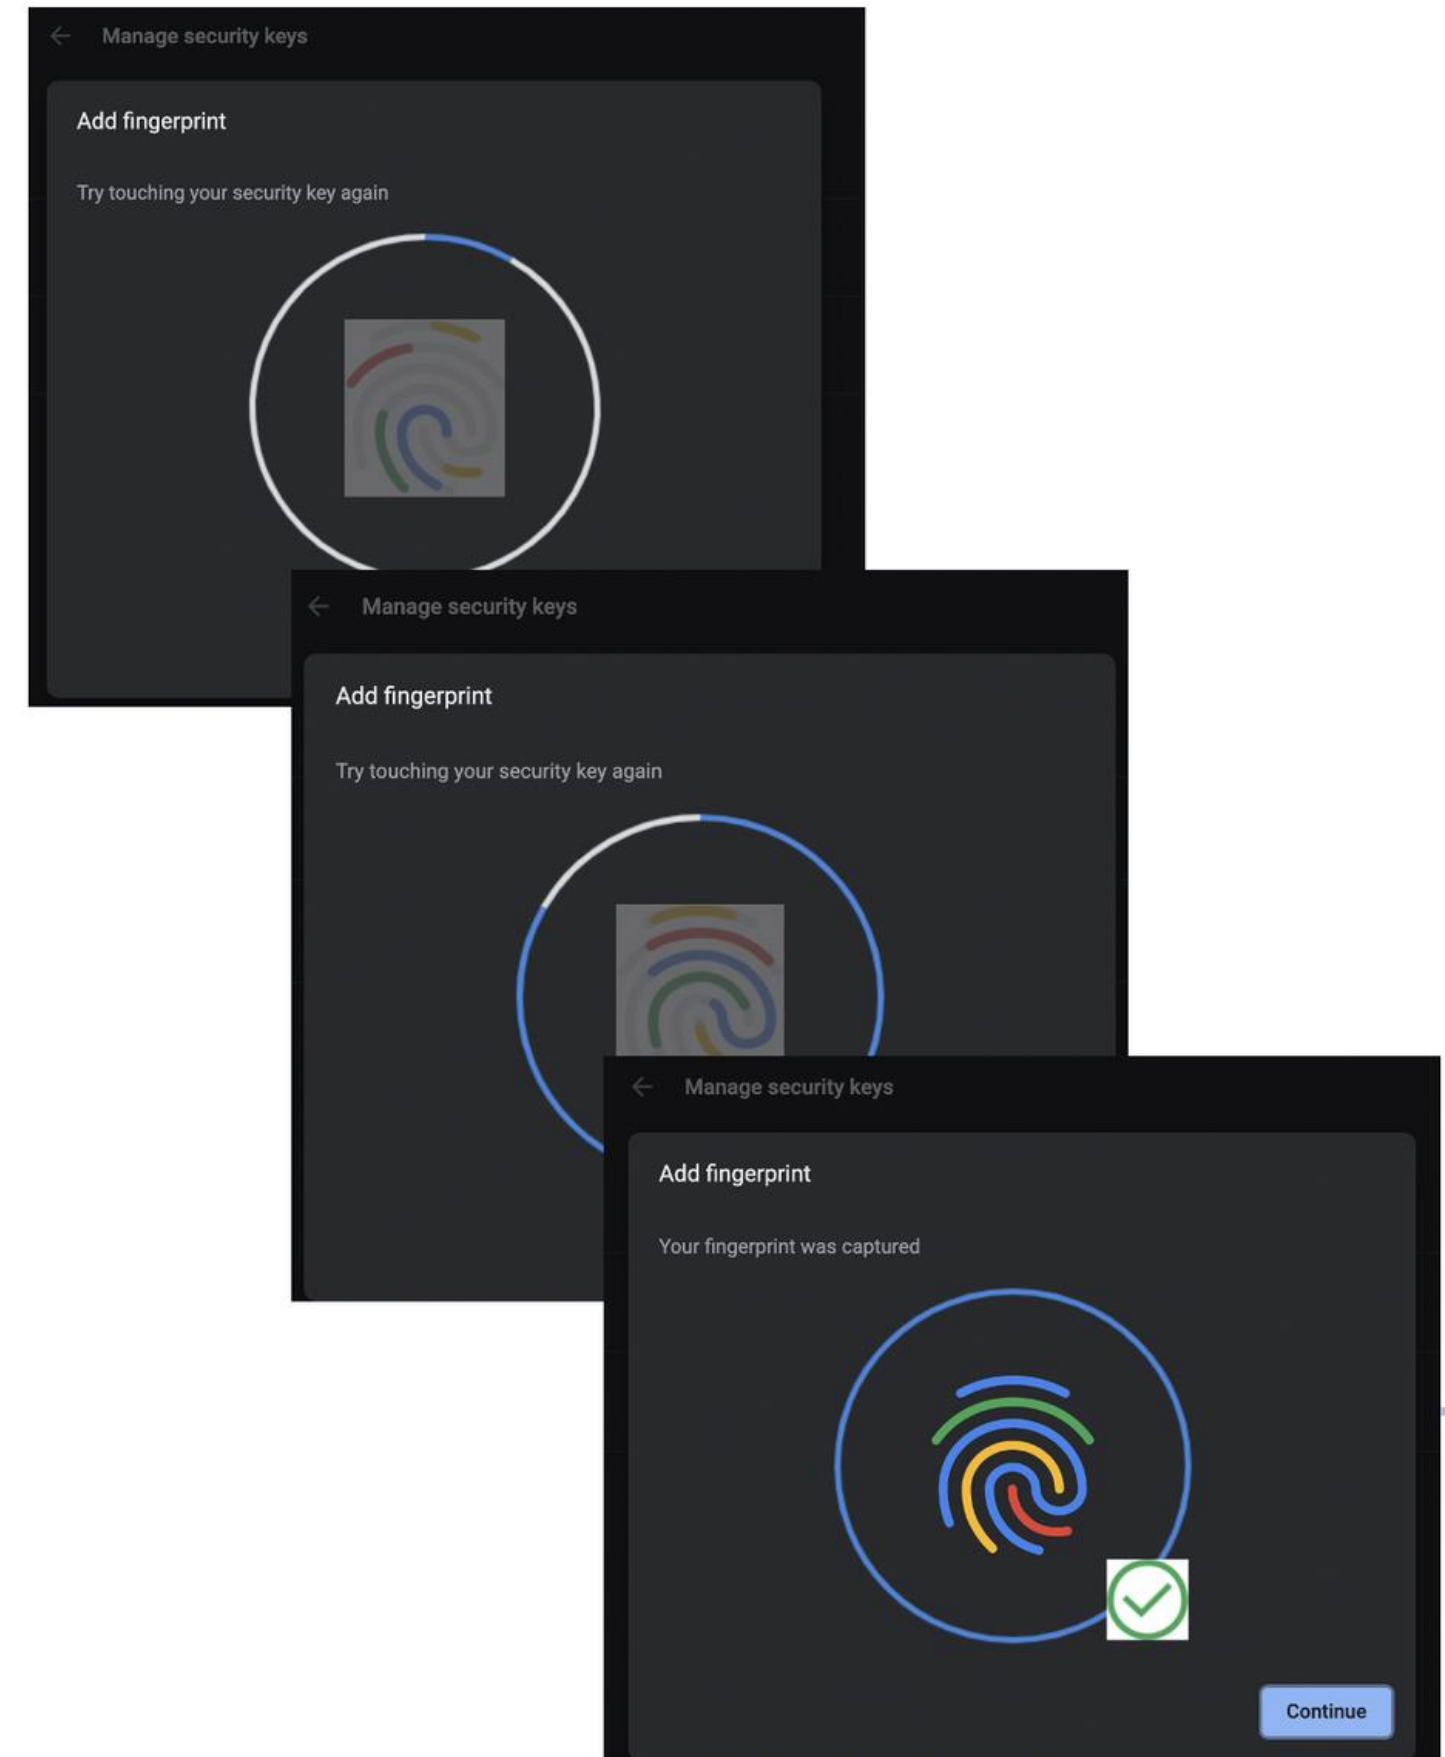 Manage security keys
Add fingerprint
Try touching your security key again
Manage security keys
Add fingerprint
Try touching your security key again
Manage security keys
Add fingerprint
Your fingerprint was captured
Continue